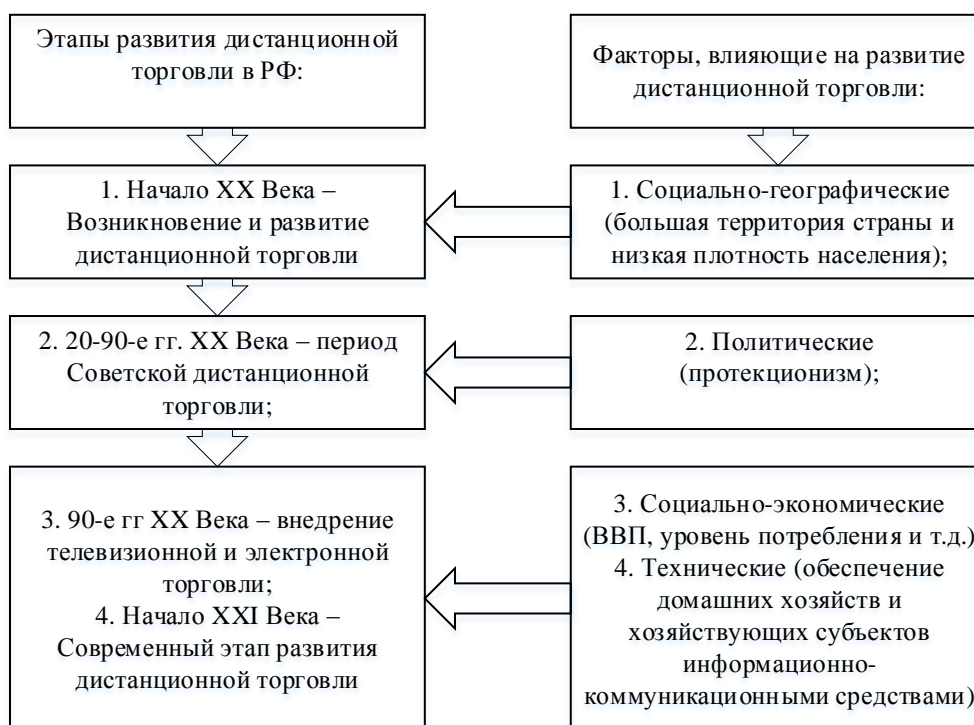 Этапы развития дистанционной
торговли в РФ:
Факторы, влияющие на развитие
дистанционной торговли:
1. Начало XX Века –
Возникновение и развитие
дистанционной торговли
1. Социально-географические
(большая территория страны и
низкая плотность населения);
2. 20-90-е гг. XX Века – период
Советской дистанционной
торговли;
2. Политические
(протекционизм);
3. 90-е гг XX Века – внедрение
телевизионной и электронной
торговли;
4. Начало XXI Века –
Современный этап развития
дистанционной торговли
3. Социально-экономические
(ВВП, уровень потребления и т.д.)
4. Технические (обеспечение
домашних хозяйств и
хозяйствующих субъектов
информационно-
коммуникационными средствами)